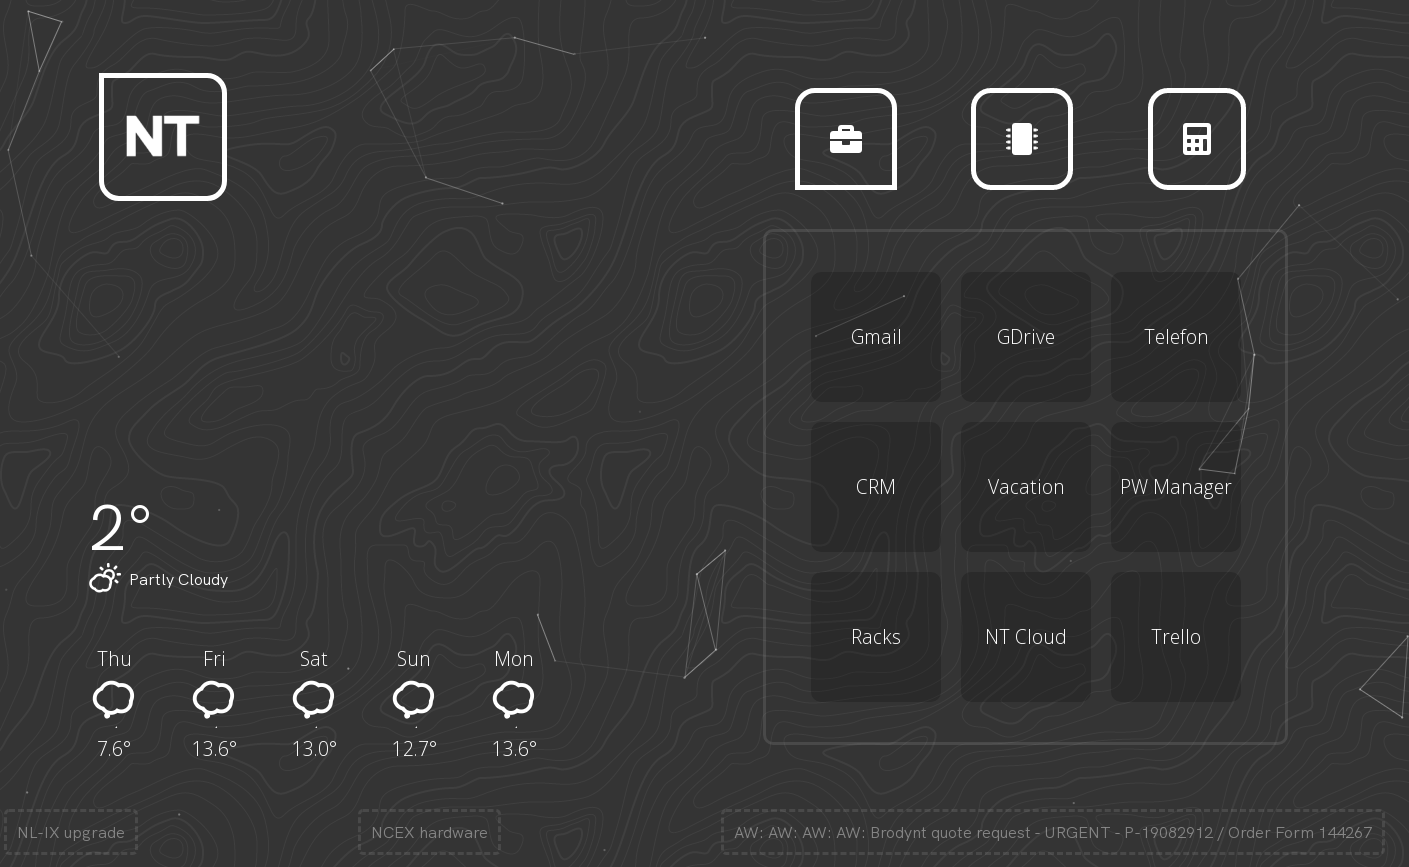 NT
Gmail GDrive Telefon
CRM Vacation PW Manager
Racks NT Cloud Trello
2°
Partly Cloudy
Thu Fri Sat Sun Mon
7.6° 13.6° 13.0° 12.7° 13.6°
NL-IX upgrade NCEX hardware AW: AW: AW: AW: Brodynt quote request - URGENT - P-19082912 / Order Form 144267